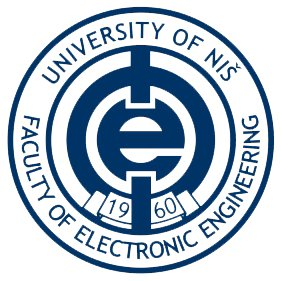 UNIVERSITY OF NIŠ
e
19 60
FACULTY OF ELECTRONIC ENGINEERING